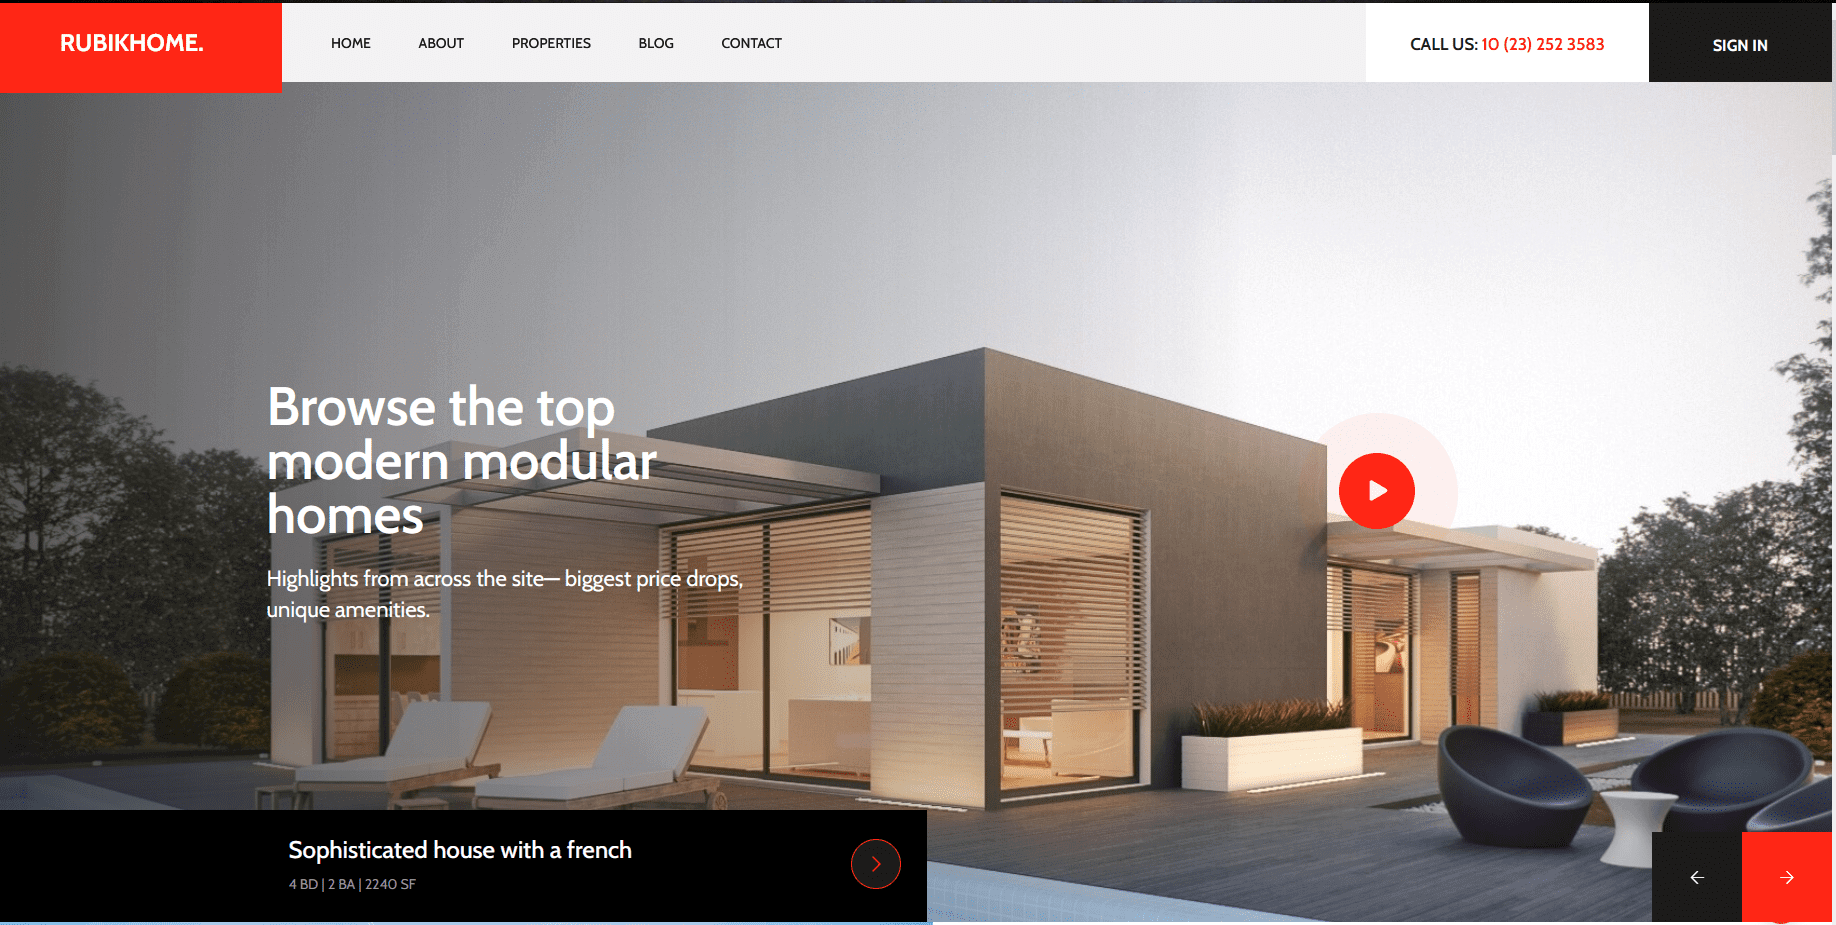 RUBIKHOME.
HOME ABOUT PROPERTIES BLOG CONTACT
CALL US: 10 (23) 252 3583
SIGN IN
Browse the top
modern modular
homes
Highlights from across the site— biggest price drops,
unique amenities.
Sophisticated house with a french
4 BD | 2 BA | 2240 SF